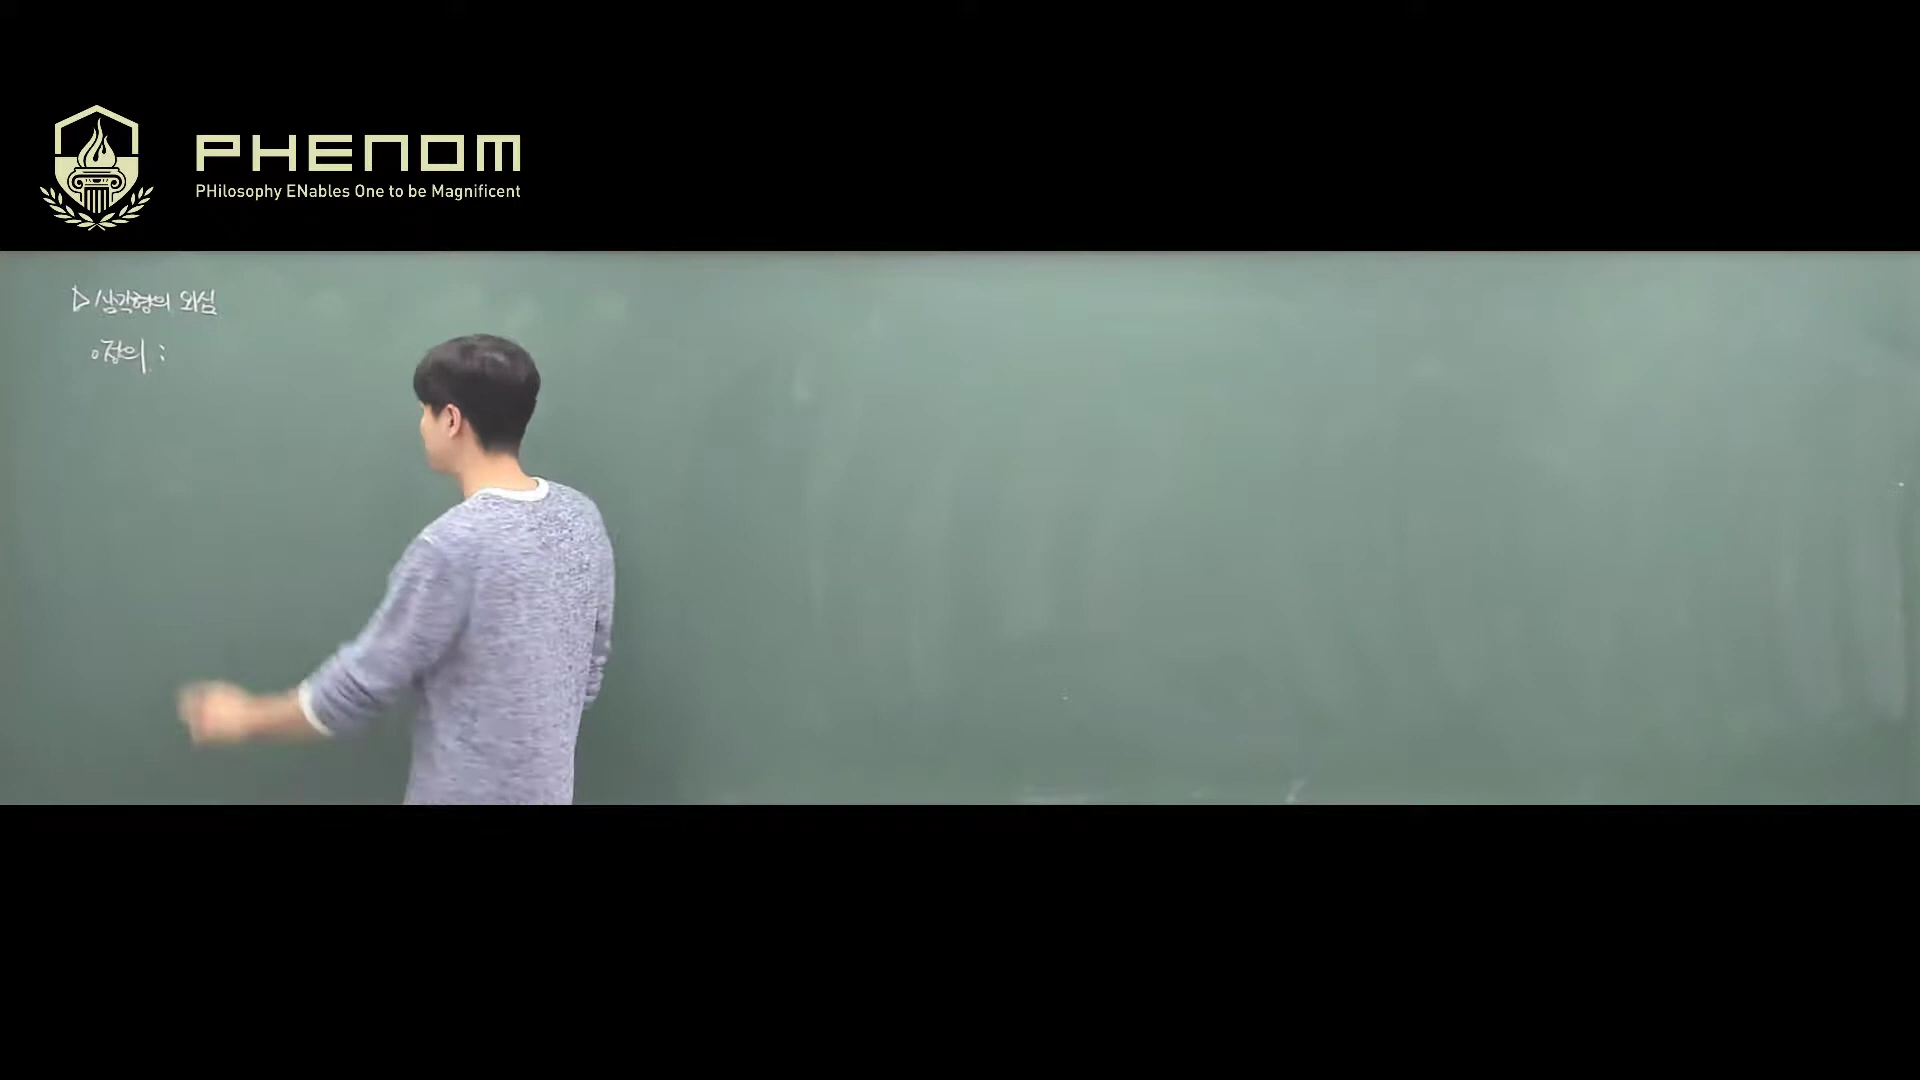 PHENOM
PHilosophy ENables One to be Magnificent
▷삼각형의 외심
∘정의 :